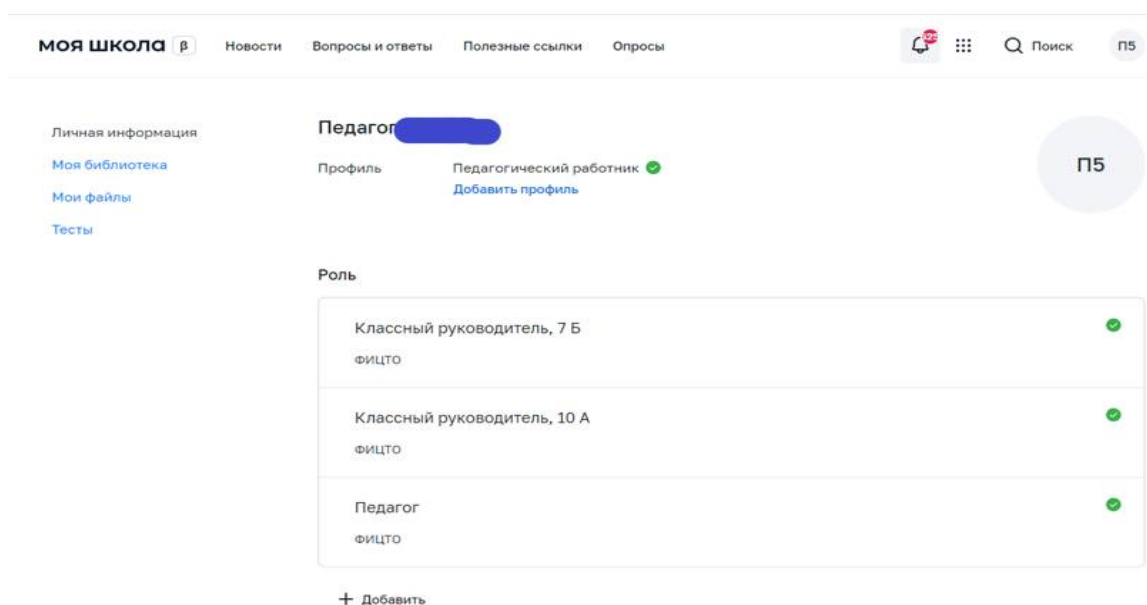 моя школа β Новости Вопросы и ответы Полезные ссылки Опросы Поиск П5
Личная информация
Моя библиотека
Мои файлы
Тесты
Педагог
Профиль Педагогический работник
Добавить профиль
П5
Роль
Классный руководитель, 7 Б
ФИЦТО
Классный руководитель, 10 А
ФИЦТО
Педагог
ФИЦТО
+ Добавить